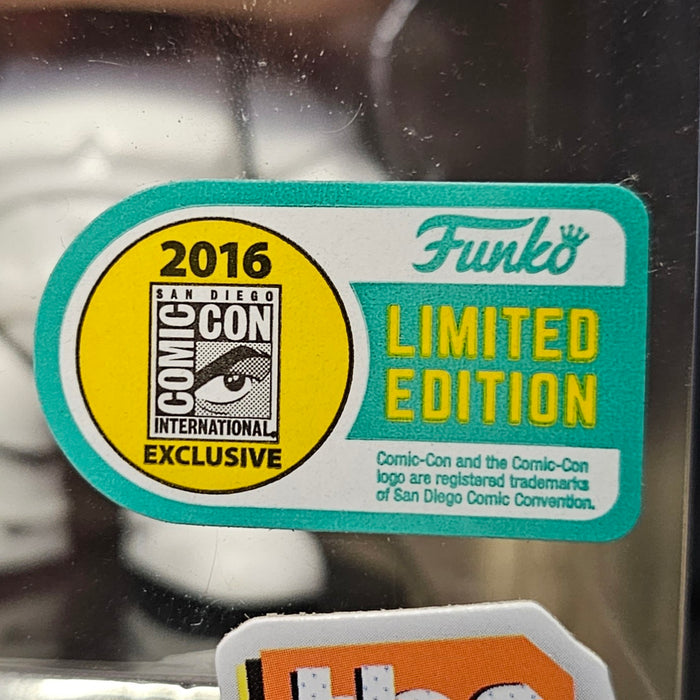 2016
SAN DIEGO
COMIC CON
INTERNATIONAL®
EXCLUSIVE
Funko
LIMITED
EDITION
Comic-Con and the Comic-Con
logo are registered trademarks
of San Diego Comic Convention.
the